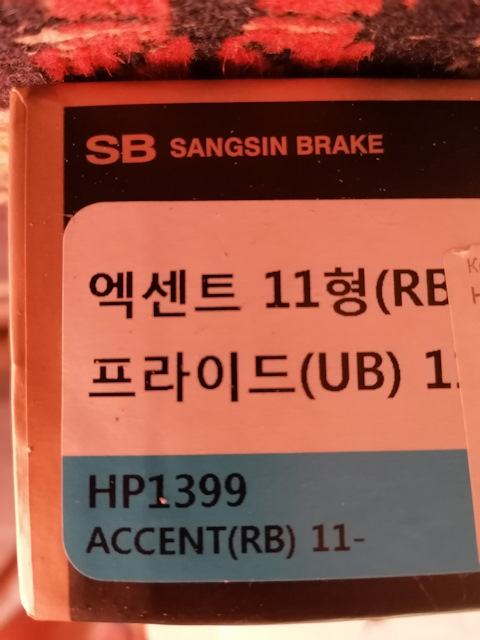 SB SANGSIN BRAKE
엑센트 11형(RB
프라이드(UB) 1
HP1399
ACCENT(RB) 11-